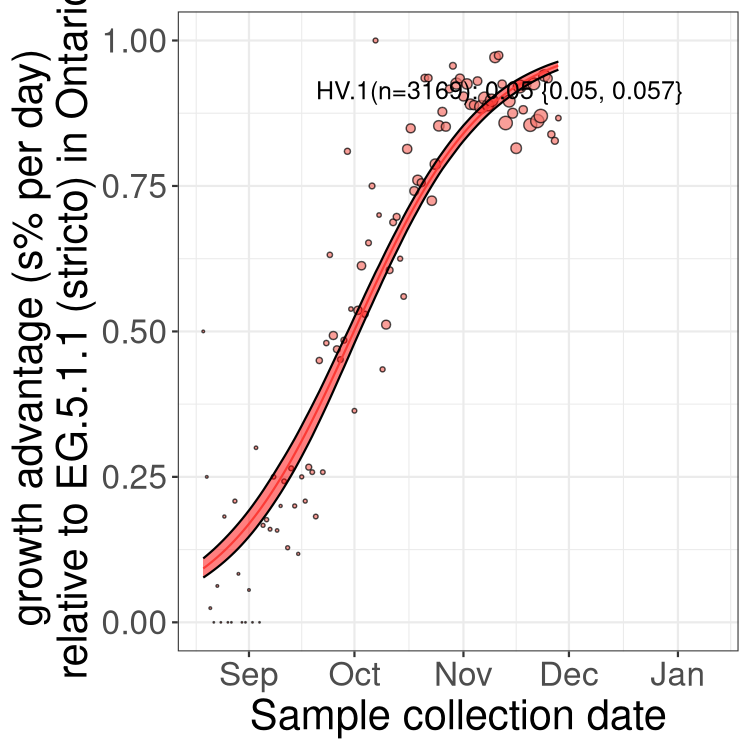 growth advantage (s% per day)
relative to EG.5.1.1 (stricto) in Ontario
1.00
0.75
0.50
0.25
0.00
HV.1(n=3169): 0.05 {0.05, 0.057}
Sep Oct Nov Dec Jan
Sample collection date